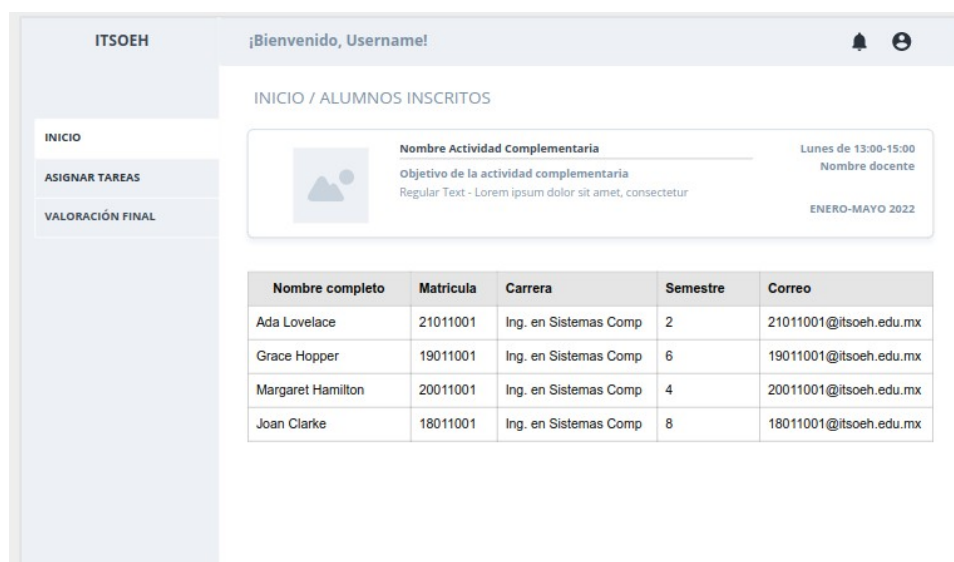 ITSOEH
¡Bienvenido, Username!
INICIO / ALUMNOS INSCRITOS
INICIO
ASIGNAR TAREAS
VALORACIÓN FINAL
Nombre Actividad Complementaria
Objetivo de la actividad complementaria
Regular Text - Lorem ipsum dolor sit amet, consectetur
Lunes de 13:00-15:00
Nombre docente
ENERO-MAYO 2022
Nombre completo Matricula Carrera Semestre Correo
Ada Lovelace 21011001 Ing. en Sistemas Comp 2 21011001@itsoeh.edu.mx
Grace Hopper 19011001 Ing. en Sistemas Comp 6 19011001@itsoeh.edu.mx
Margaret Hamilton 20011001 Ing. en Sistemas Comp 4 20011001@itsoeh.edu.mx
Joan Clarke 18011001 Ing. en Sistemas Comp 8 18011001@itsoeh.edu.mx